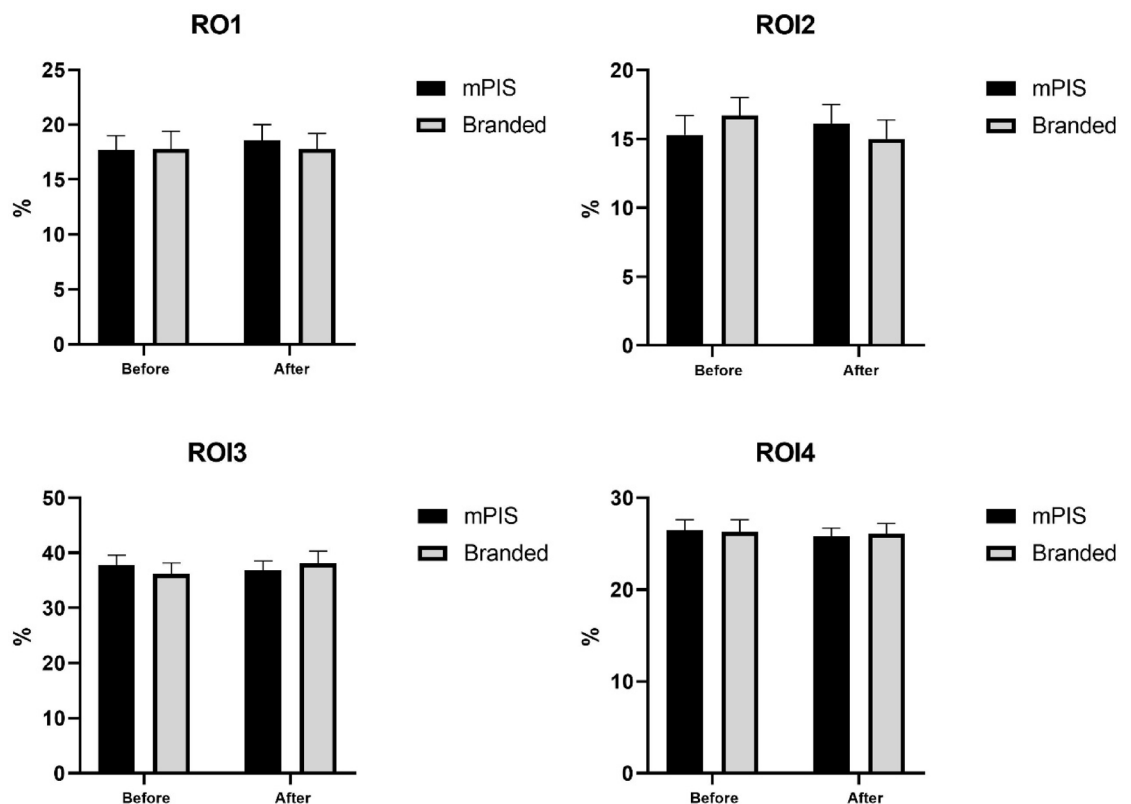 RO1
25
20
15
10
5
0
%
Before
After
mPIS
Branded
ROI2
20
15
10
5
0
%
Before
After
mPIS
Branded
ROI3
50
40
30
20
10
0
%
Before
After
mPIS
Branded
ROI4
30
20
10
0
%
Before
After
mPIS
Branded